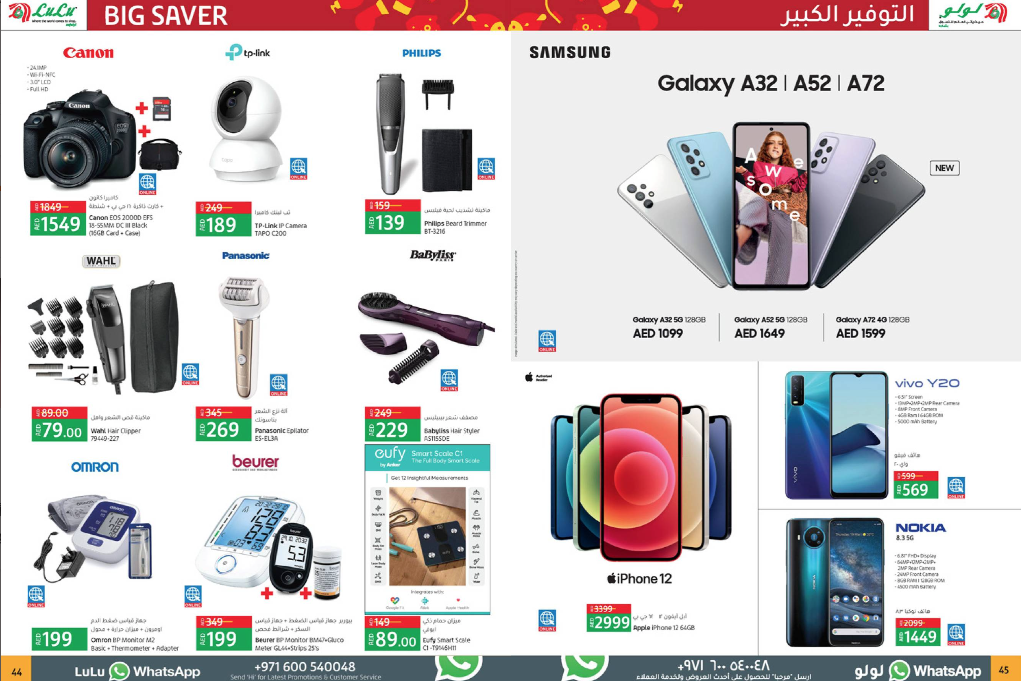 LuLu
BIG SAVER
التوفير الكبير
لولو
Canon
- 24.1MP
- WI-FI-NFC
- 3.0" LCD
- Full HD
ONLINE
AED 1849
AED 1549
كاميرا كانون
+ كارت ذاكرة ١٦ جي بي + شنطة
Canon EOS 2000D EFS
18-55MM DC III Black
(16GB Card + Case)
tp-link
tapo
ONLINE
AED 249
AED 189
تب لينك كاميرا
TP-Link IP Camera
TAPO C200
PHILIPS
ONLINE
AED 159
AED 139
ماكينة تشذيب لحية فيليبس
Philips Beard Trimmer
BT-3216
WAHL
ONLINE
AED 89.00
AED 79.00
ماكينة قص الشعر واهل
Wahl Hair Clipper
79449-227
Panasonic
ONLINE
AED 345
AED 269
آلة نزع الشعر
باناسونيك
Panasonic Epilator
ES-EL3A
BaByliss
PARIS
ONLINE
AED 249
AED 229
مصفف شعر بيبيليس
Babyliss Hair Styler
AS115SDE
OMRON
ONLINE
AED 199
جهاز قياس ضغط الدم
اومرون + ميزان حرارة + محول
Omron BP Monitor M2
Basic + Thermometer + Adapter
beurer
ONLINE
AED 349
AED 199
بيورير جهاز قياس الضغط + جهاز قياس
السكر + شرائط فحص
Beurer BP Monitor BM47+Gluco
Meter GL44+Strips 25's
eufy
by Anker
Smart Scale C1
The Full Body Smart Scale
Get 12 Insightful Measurements
Integrates with:
AED 149
AED 89.00
ميزان حمام ذكي
يوفي
Eufy Smart Scale
C1 -T9146H11
SAMSUNG
Galaxy A32 | A52 | A72
NEW
Awesome
Galaxy A32 5G 128GB
AED 1099
Galaxy A52 5G 128GB
AED 1649
Galaxy A72 4G 128GB
AED 1599
ONLINE
Authorised
Reseller
iPhone 12
ONLINE
AED 3399
AED 2999
Apple iPhone 12 64GB
vivo Y20
- 6.51" Screen
- 13MP+2MP+2MP Rear Camera
- 8MP Front Camera
- 4GB Ram I 64GB ROM
- 5000 mAh Battery
هاتف فيفو
واي ٢٠
AED 599
AED 569
ONLINE
NOKIA
8.3 5G
- 6.81" FHD+ Display
- 64MP+12MP+2MP+
2MP Rear Camera
- 24MP Front Camera
- 8GB RAM I 128GB ROM
- 4500 mAh Battery
هاتف نوكيا ٨.٣
AED 2099
AED 1449
ONLINE
44
LuLu WhatsApp
+971 600 540048
Send 'Hi' for Latest Promotions & Customer Service
+٩٧١ ٦٠٠ ٥٤٠٠٤٨
ارسل "مرحبا" للحصول على أحدث العروض ولخدمة العملاء
لولو WhatsApp
45